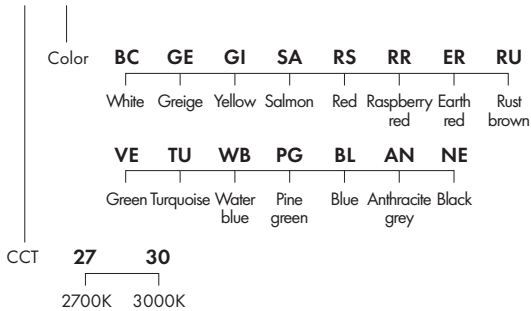 Color BC GE GI SA RS RR ER RU
White Greige Yellow Salmon Red Raspberry red Earth red Rust brown
VE TU WB PG BL AN NE
Green Turquoise Water blue Pine green Blue Anthracite grey Black
CCT 27 30
2700K 3000K